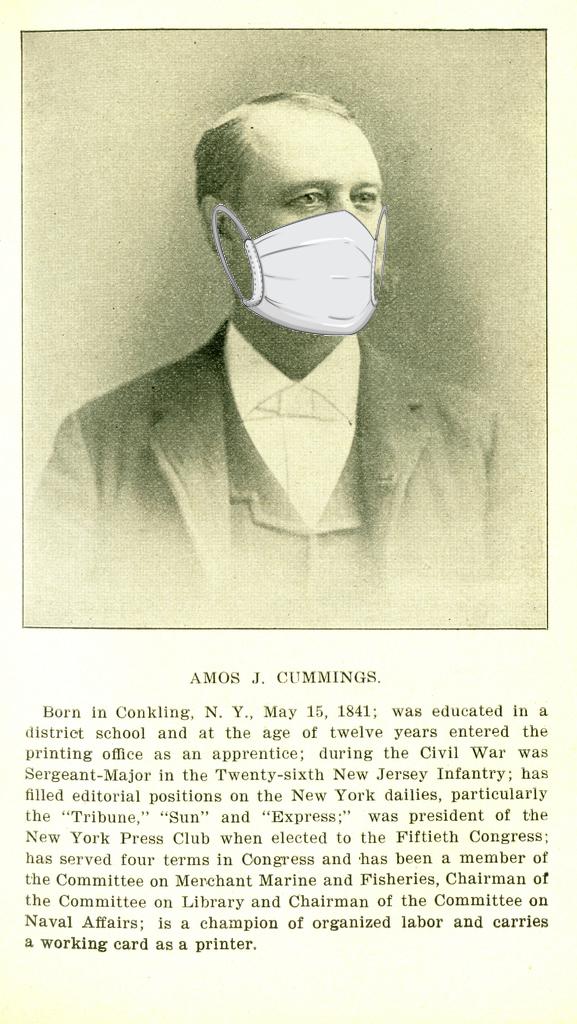 AMOS J. CUMMINGS.
Born in Conkling, N. Y., May 15, 1841; was educated in a
district school and at the age of twelve years entered the
printing office as an apprentice; during the Civil War was
Sergeant-Major in the Twenty-sixth New Jersey Infantry; has
filled editorial positions on the New York dailies, particularly
the “Tribune,” “Sun” and “Express;” was president of the
New York Press Club when elected to the Fiftieth Congress;
has served four terms in Congress and has been a member of
the Committee on Merchant Marine and Fisheries, Chairman of
the Committee on Library and Chairman of the Committee on
Naval Affairs; is a champion of organized labor and carries
a working card as a printer.